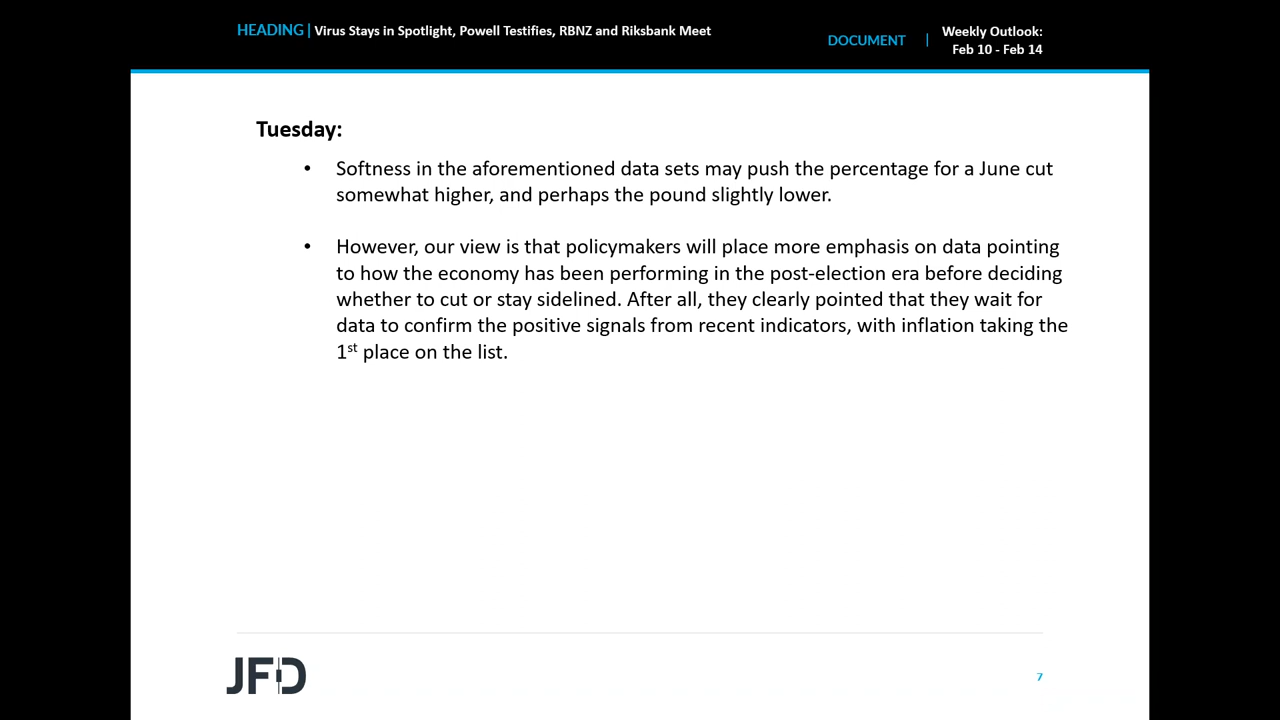 HEADING | Virus Stays in Spotlight, Powell Testifies, RBNZ and Riksbank Meet
DOCUMENT | Weekly Outlook:
Feb 10 - Feb 14
Tuesday:
• Softness in the aforementioned data sets may push the percentage for a June cut
somewhat higher, and perhaps the pound slightly lower.
• However, our view is that policymakers will place more emphasis on data pointing
to how the economy has been performing in the post-election era before deciding
whether to cut or stay sidelined. After all, they clearly pointed that they wait for
data to confirm the positive signals from recent indicators, with inflation taking the
1st place on the list.
JFD
7